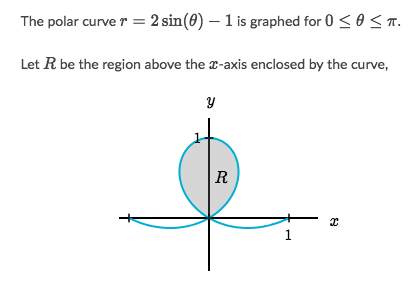 The polar curve r = 2 sin(θ) − 1 is graphed for 0 ≤ θ ≤ π.
Let R be the region above the x-axis enclosed by the curve,
y
1
R
x
1